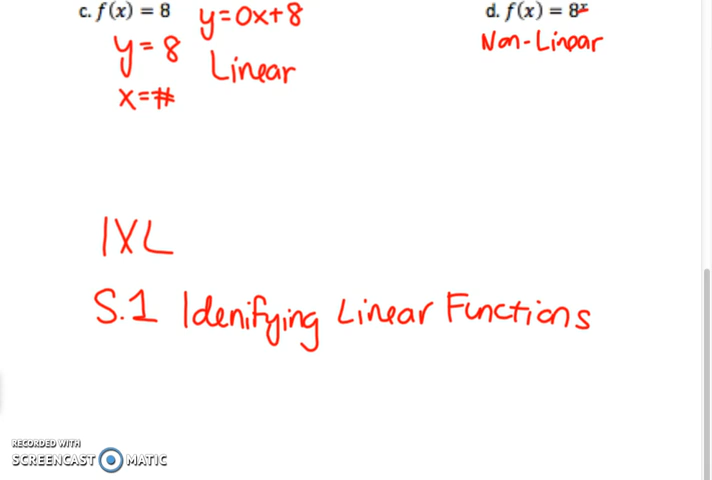 c. f(x) = 8
y=0x+8
d. f(x) = 8ˣ
y=8
Linear
Non-Linear
x=#
IXL
S.1 Idenifying Linear Functions
RECORDED WITH
SCREENCAST MATIC